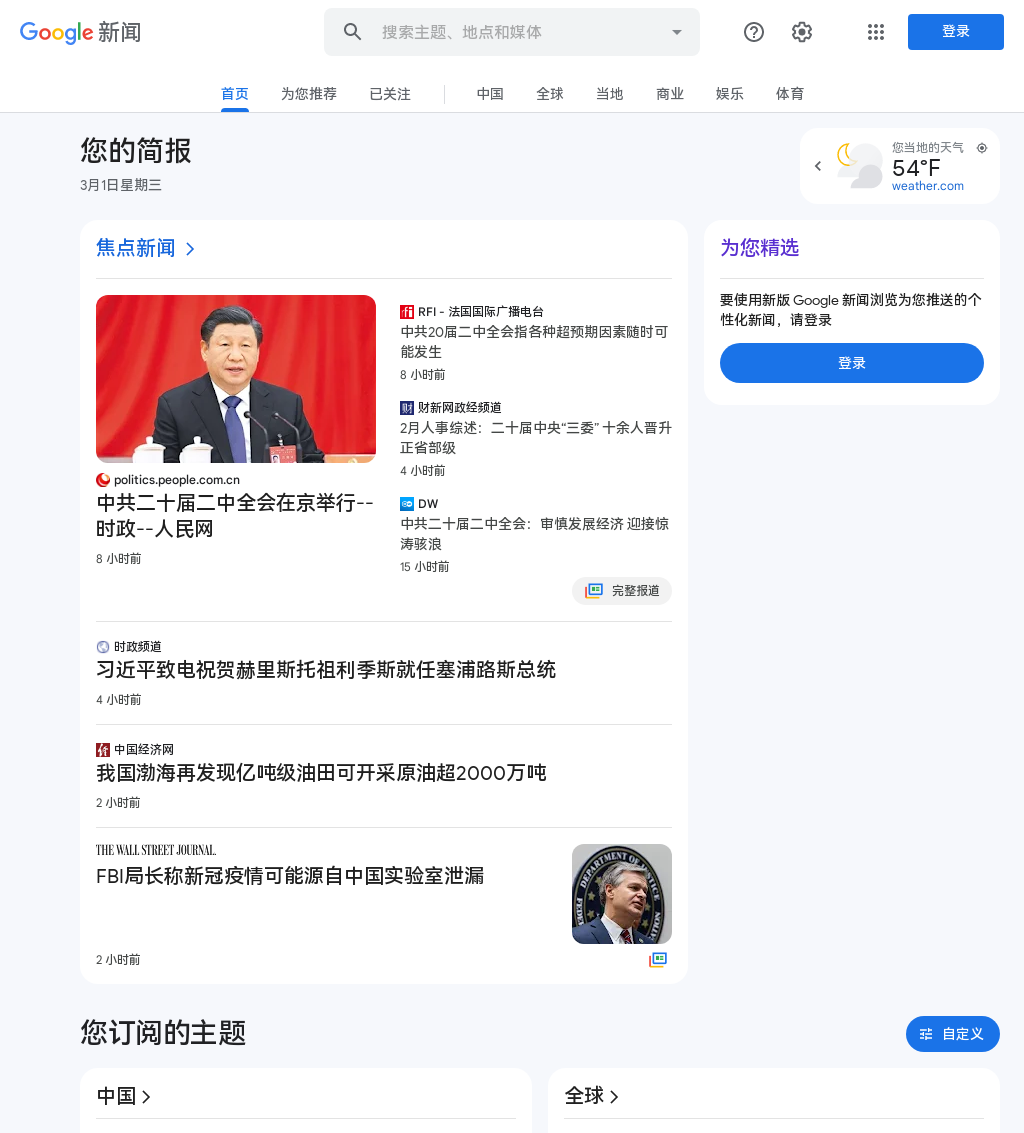 Google 新闻
搜索主题、地点和媒体
登录
首页
为您推荐
已关注
中国
全球
当地
商业
娱乐
体育
您的简报
3月1日星期三
您当地的天气
54°F
weather.com
焦点新闻
politics.people.com.cn
中共二十届二中全会在京举行--
时政--人民网
8 小时前
RFI - 法国国际广播电台
中共20届二中全会指各种超预期因素随时可
能发生
8 小时前
财新网政经频道
2月人事综述：二十届中央“三委” 十余人晋升
正省部级
4 小时前
DW
中共二十届二中全会：审慎发展经济 迎接惊
涛骇浪
15 小时前
完整报道
时政频道
习近平致电祝贺赫里斯托祖利季斯就任塞浦路斯总统
4 小时前
中国经济网
我国渤海再发现亿吨级油田可开采原油超2000万吨
2 小时前
THE WALL STREET JOURNAL.
FBI局长称新冠疫情可能源自中国实验室泄漏
2 小时前
为您精选
要使用新版 Google 新闻浏览为您推送的个
性化新闻，请登录
登录
您订阅的主题
自定义
中国
全球